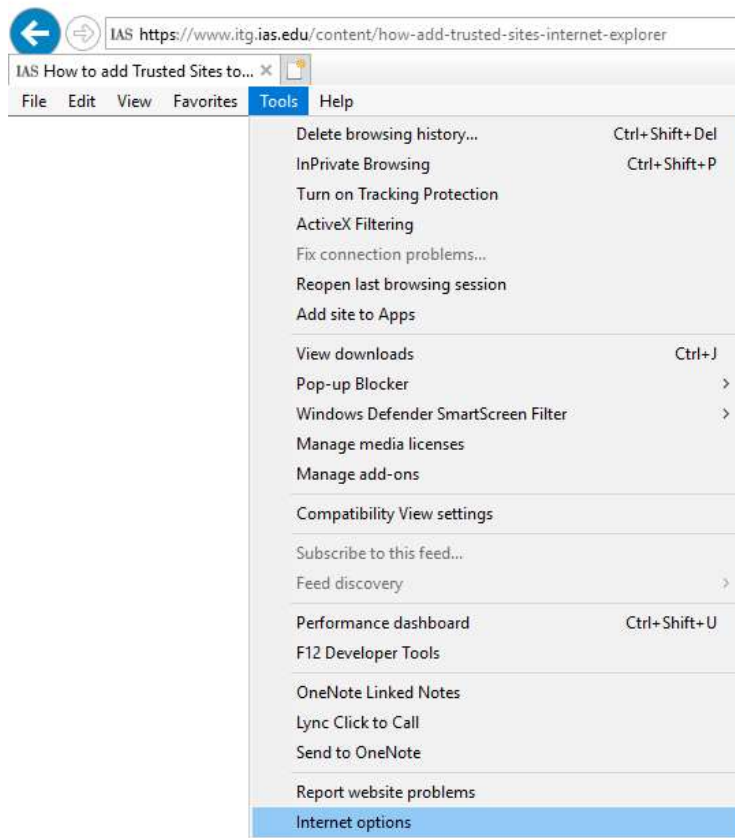 IAS https://www.itg.ias.edu/content/how-add-trusted-sites-internet-explorer
IAS How to add Trusted Sites to...
File Edit View Favorites Tools Help
Delete browsing history... Ctrl+Shift+Del
InPrivate Browsing Ctrl+Shift+P
Turn on Tracking Protection
ActiveX Filtering
Fix connection problems...
Reopen last browsing session
Add site to Apps
View downloads Ctrl+J
Pop-up Blocker
Windows Defender SmartScreen Filter
Manage media licenses
Manage add-ons
Compatibility View settings
Subscribe to this feed...
Feed discovery
Performance dashboard Ctrl+Shift+U
F12 Developer Tools
OneNote Linked Notes
Lync Click to Call
Send to OneNote
Report website problems
Internet options